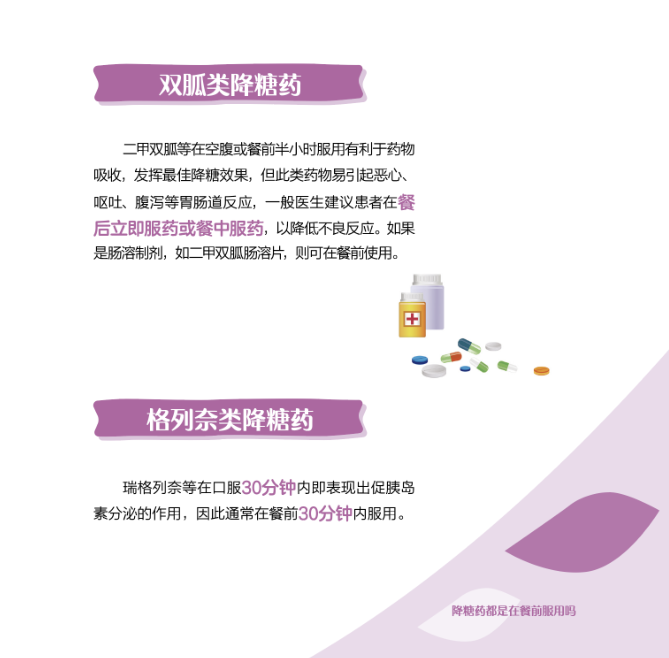 双胍类降糖药
二甲双胍等在空腹或餐前半小时服用有利于药物
吸收，发挥最佳降糖效果，但此类药物易引起恶心、
呕吐、腹泻等胃肠道反应，一般医生建议患者在餐
后立即服药或餐中服药，以降低不良反应。如果
是肠溶制剂，如二甲双胍肠溶片，则可在餐前使用。
格列奈类降糖药
瑞格列奈等在口服30分钟内即表现出促胰岛
素分泌的作用，因此通常在餐前30分钟内服用。
降糖药都是在餐前服用吗